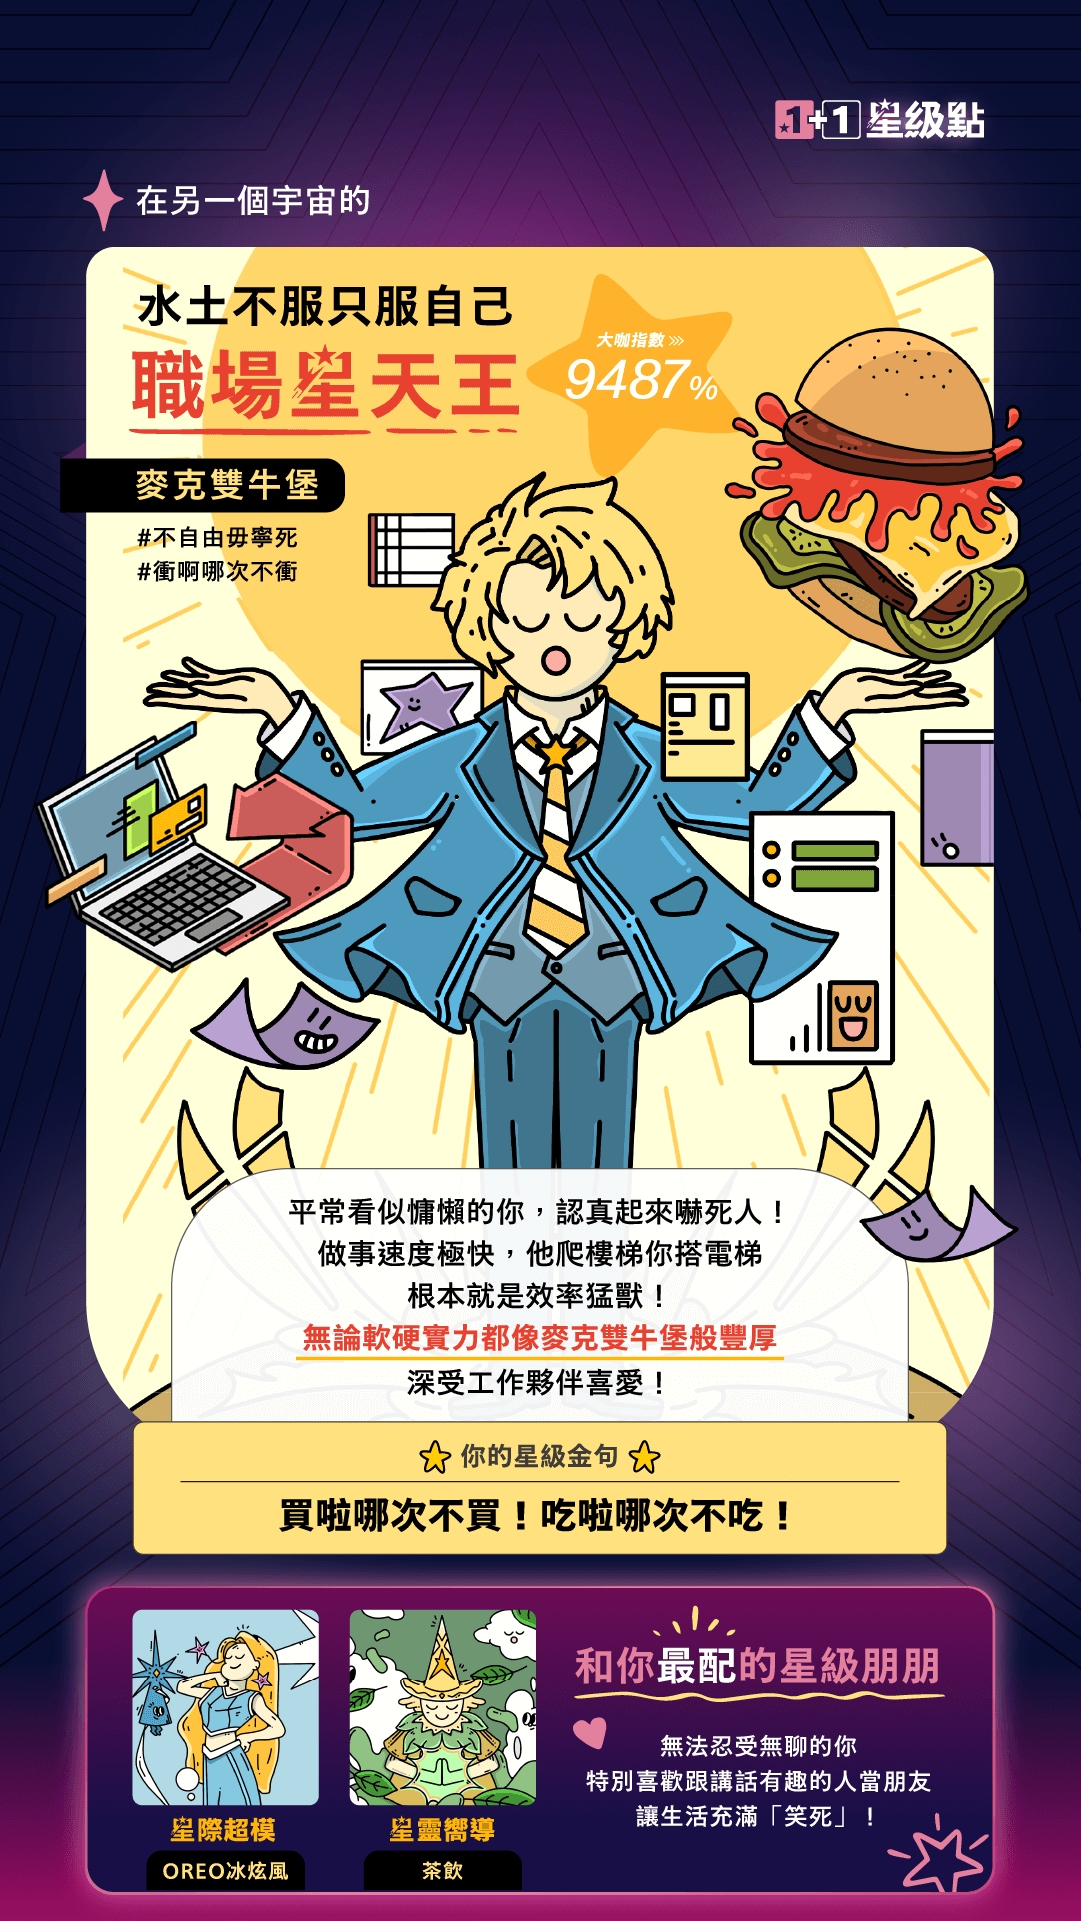 1+1 星級點
在另一個宇宙的
水土不服只服自己
職場星天王
大咖指數
9487%
麥克雙牛堡
#不自由毋寧死
#衝啊哪次不衝
平常看似慵懶的你，認真起來嚇死人！
做事速度極快，他爬樓梯你搭電梯
根本就是效率猛獸！
無論軟硬實力都像麥克雙牛堡般豐厚
深受工作夥伴喜愛！
你的星級金句
買啦哪次不買！吃啦哪次不吃！
和你最配的星級朋朋
無法忍受無聊的你
特別喜歡跟講話有趣的人當朋友
讓生活充滿「笑死」！
星際超模
OREO冰炫風
星靈嚮導
茶飲